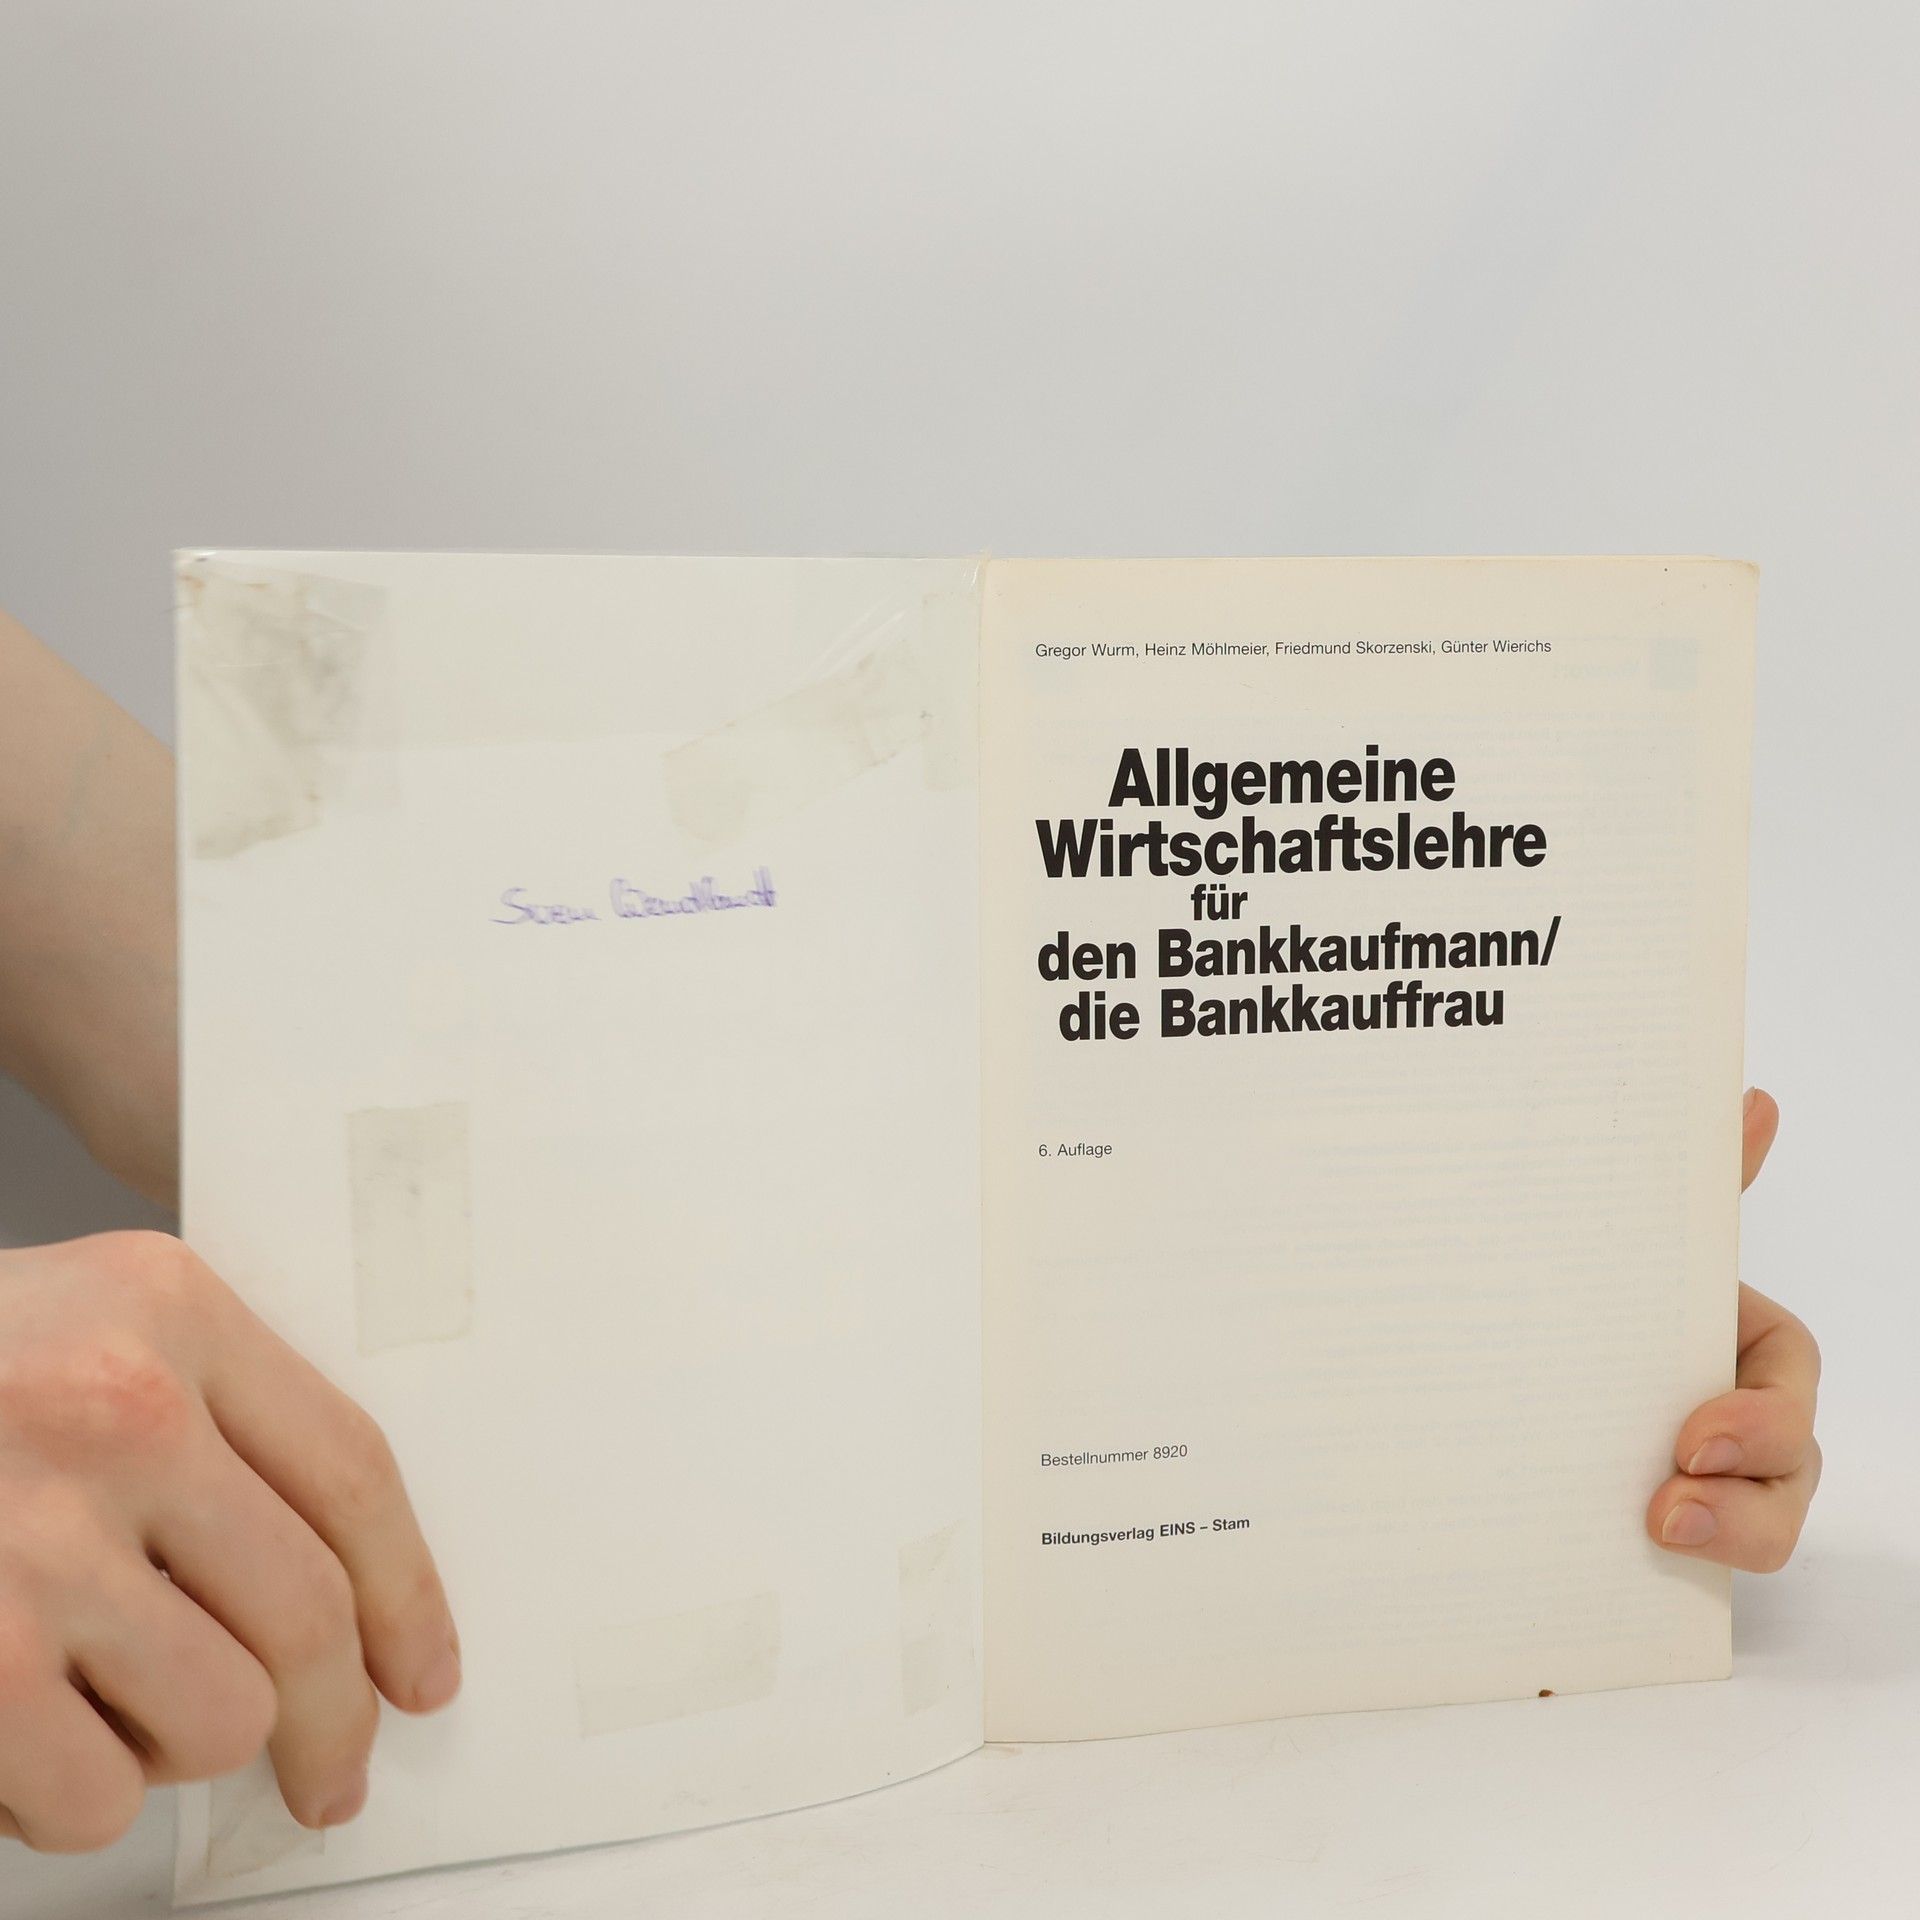 Gregor Wurm, Heinz Möhlmeier, Friedmund Skorzenski, Günter Wierichs
Allgemeine
Wirtschaftslehre
für
den Bankkaufmann/
die Bankkauffrau
6. Auflage
Bestellnummer 8920
Bildungsverlag EINS – Stam